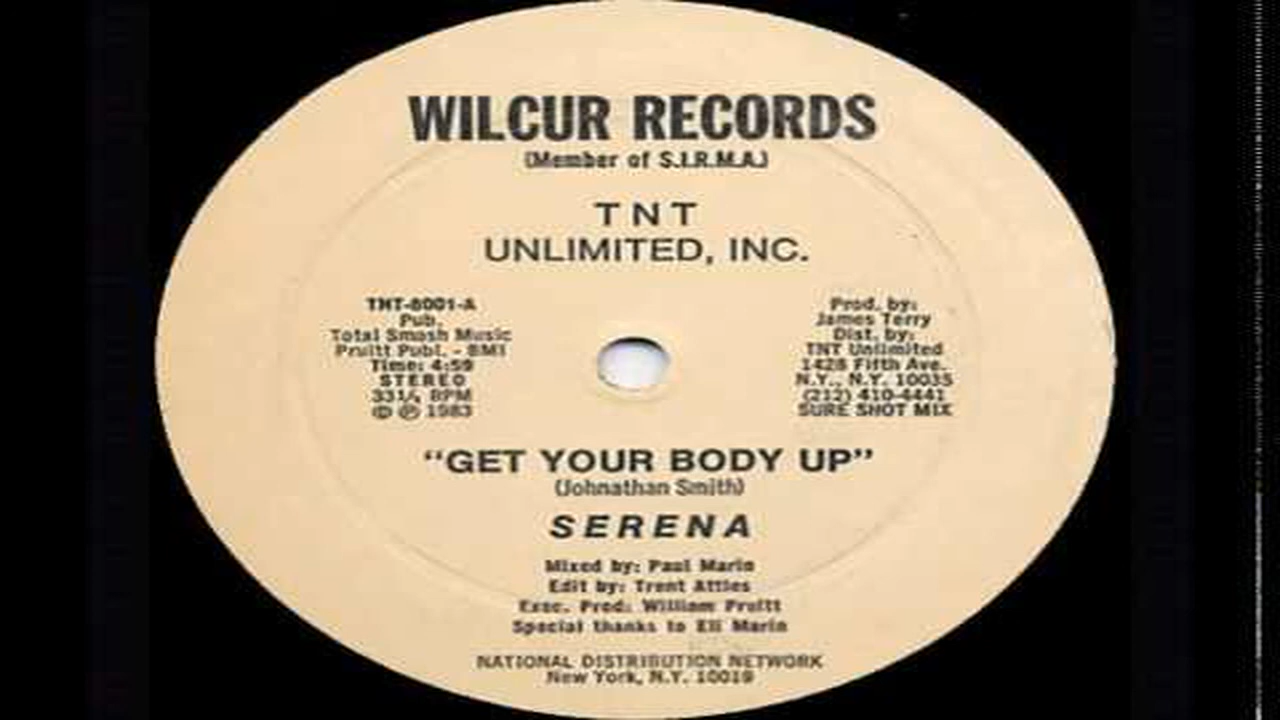 WILCUR RECORDS
(Member of S.I.R.M.A.)
TNT
UNLIMITED, INC.
TNT-8001-A
Pub.
Total Smash Music
Pruitt Publ. - BMI
Time: 4:59
STEREO
33 1/3 RPM
© ℗ 1983
Prod. by:
James Terry
Dist. by:
TNT Unlimited
1428 Fifth Ave.
N.Y., N.Y. 10035
(212) 410-4441
SURE SHOT MIX
“GET YOUR BODY UP”
(Johnathan Smith)
SERENA
Mixed by: Paul Marin
Edit by: Trent Attles
Exec. Prod: William Pruitt
Special thanks to Eli Marin
NATIONAL DISTRIBUTION NETWORK
New York, N.Y. 10019